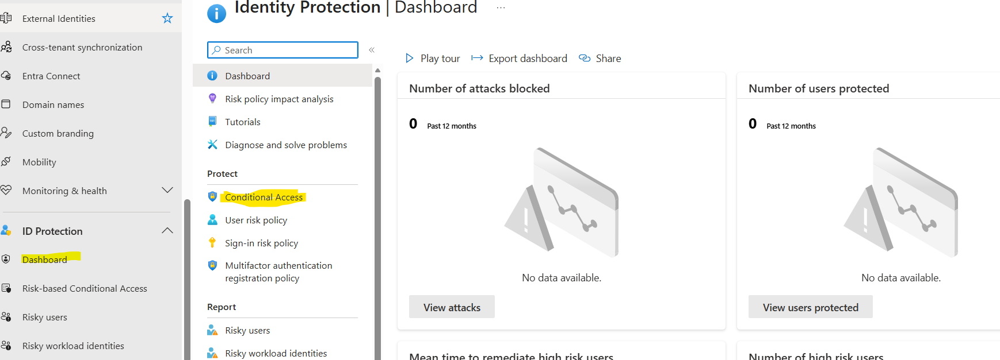 External Identities
Cross-tenant synchronization
Entra Connect
Domain names
Custom branding
Mobility
Monitoring & health
ID Protection
Dashboard
Risk-based Conditional Access
Risky users
Risky workload identities
Identity Protection | Dashboard
...
Search
«
Dashboard
Risk policy impact analysis
Tutorials
Diagnose and solve problems
Protect
Conditional Access
User risk policy
Sign-in risk policy
Multifactor authentication
registration policy
Report
Risky users
Risky workload identities
Play tour
Export dashboard
Share
Number of attacks blocked
0 Past 12 months
No data available.
View attacks
Number of users protected
0 Past 12 months
No data available.
View users protected
Mean time to remediate high risk users
Number of high risk users